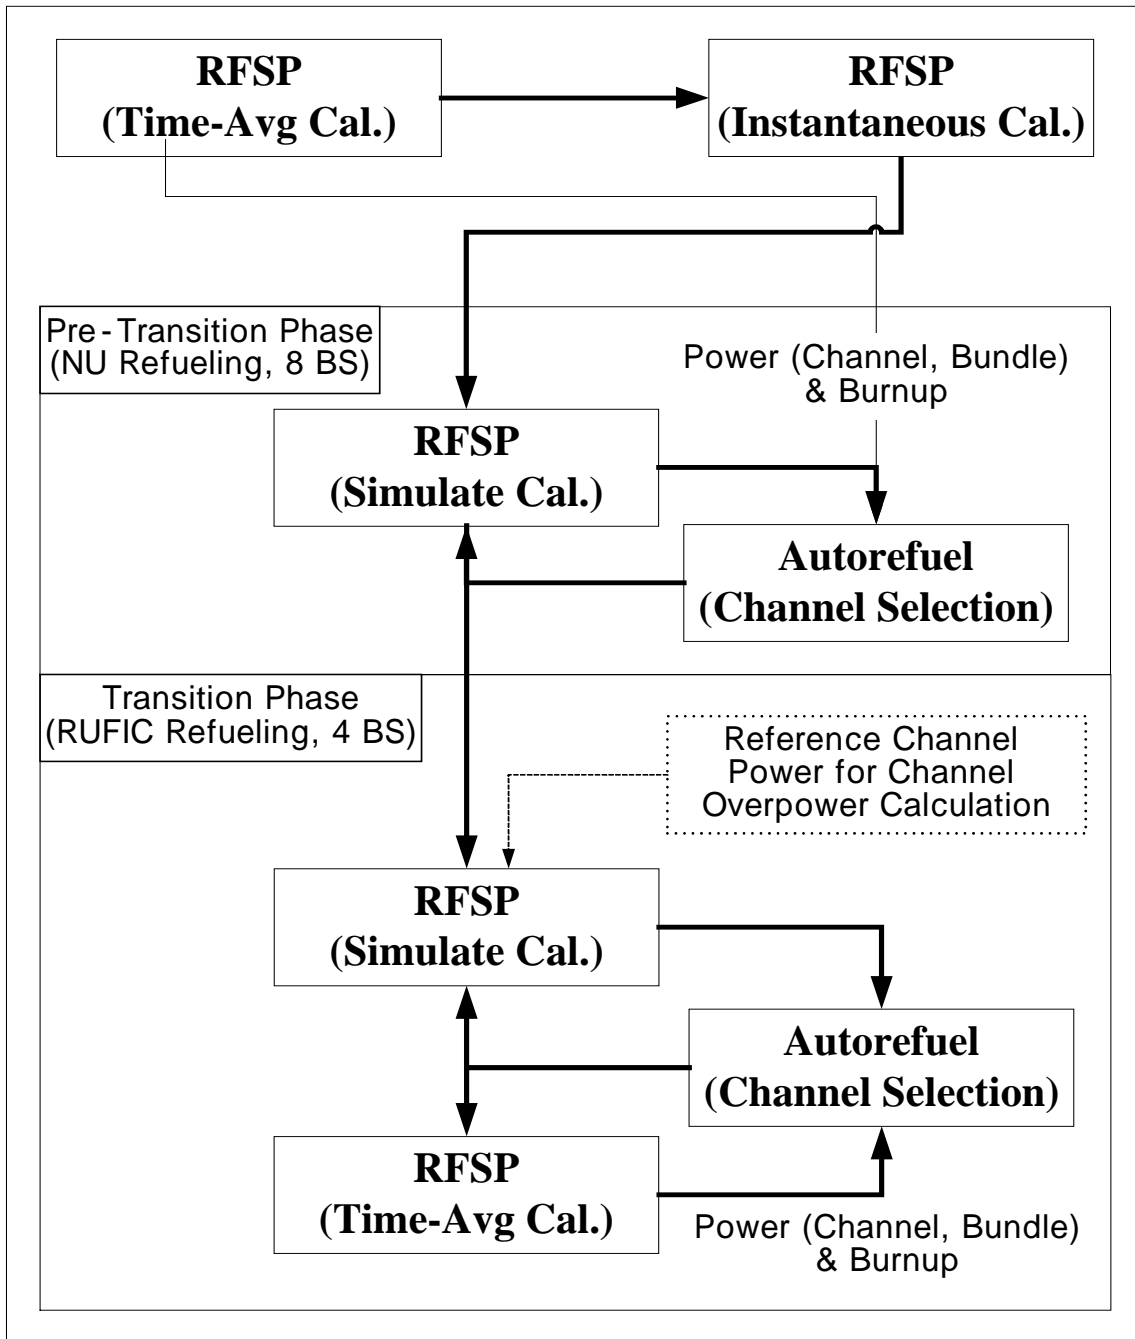 RFSP
(Time-Avg Cal.)
RFSP
(Instantaneous Cal.)
Pre-Transition Phase
(NU Refueling, 8 BS)
Power (Channel, Bundle)
& Burnup
RFSP
(Simulate Cal.)
Autorefuel
(Channel Selection)
Transition Phase
(RUFIC Refueling, 4 BS)
Reference Channel
Power for Channel
Overpower Calculation
RFSP
(Simulate Cal.)
Autorefuel
(Channel Selection)
RFSP
(Time-Avg Cal.)
Power (Channel, Bundle)
& Burnup